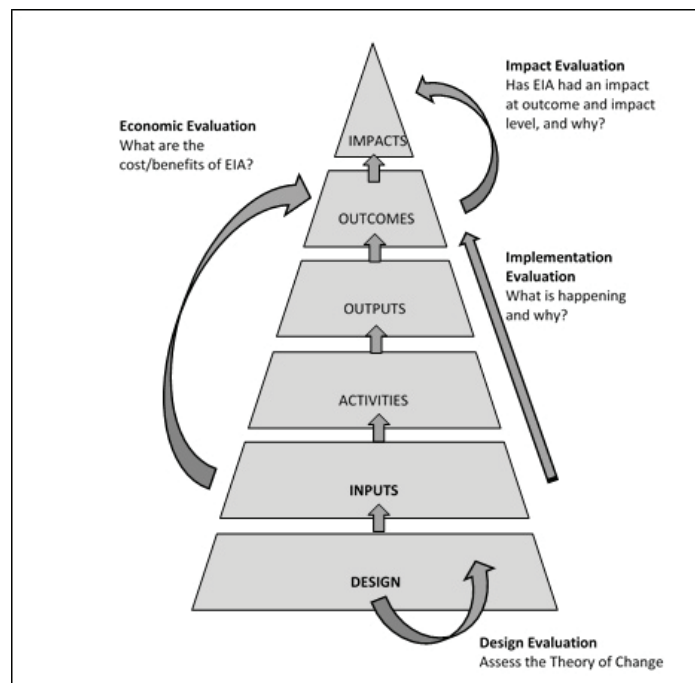 Impact Evaluation
Has EIA had an impact
at outcome and impact
level, and why?
Economic Evaluation
What are the
cost/benefits of EIA?
IMPACTS
OUTCOMES
Implementation
Evaluation
What is happening
and why?
OUTPUTS
ACTIVITIES
INPUTS
DESIGN
Design Evaluation
Assess the Theory of Change